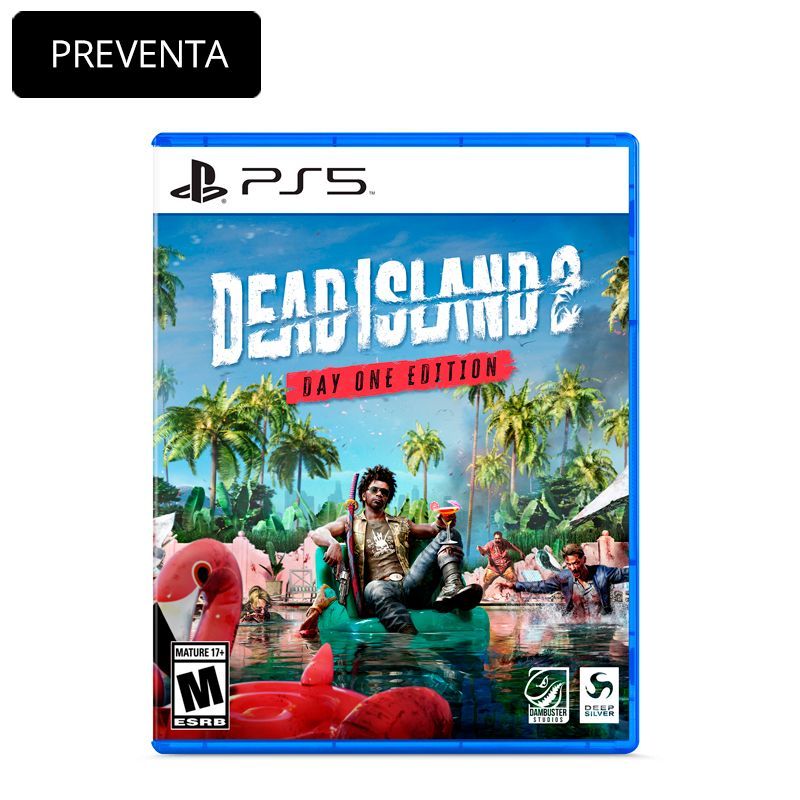 PREVENTA
PS5
DEAD ISLAND 2
DAY ONE EDITION
MATURE 17+
M
ESRB
DAMBUSTER
STUDIOS
DEEP
SILVER